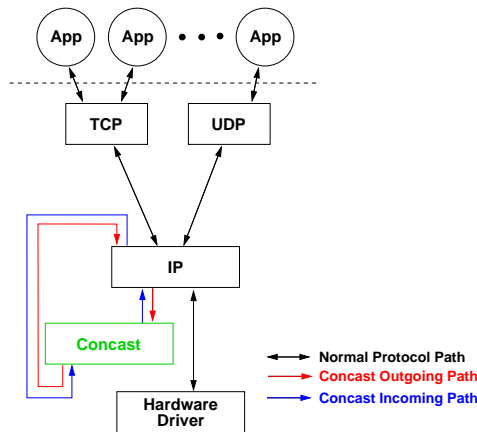 App
App
App
TCP
UDP
IP
Concast
Hardware
Driver
Normal Protocol Path
Concast Outgoing Path
Concast Incoming Path